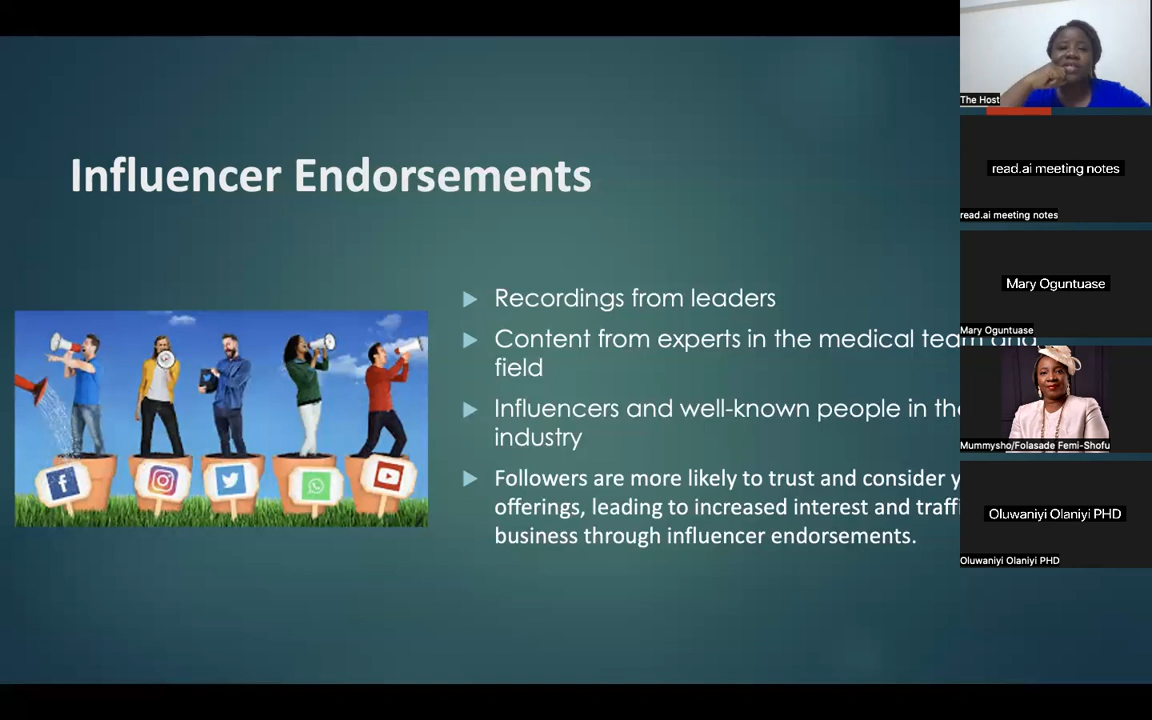 Influencer Endorsements
Recordings from leaders
Content from experts in the medical team and
field
Influencers and well-known people in the
industry
Followers are more likely to trust and consider
offerings, leading to increased interest and
business through influencer endorsements.
The Host
read.ai meeting notes
read.ai meeting notes
Mary Oguntuase
Mary Oguntuase
Mummysho/Folasade Femi-Shofu
Oluwaniyi Olaniyi PHD
Oluwaniyi Olaniyi PHD